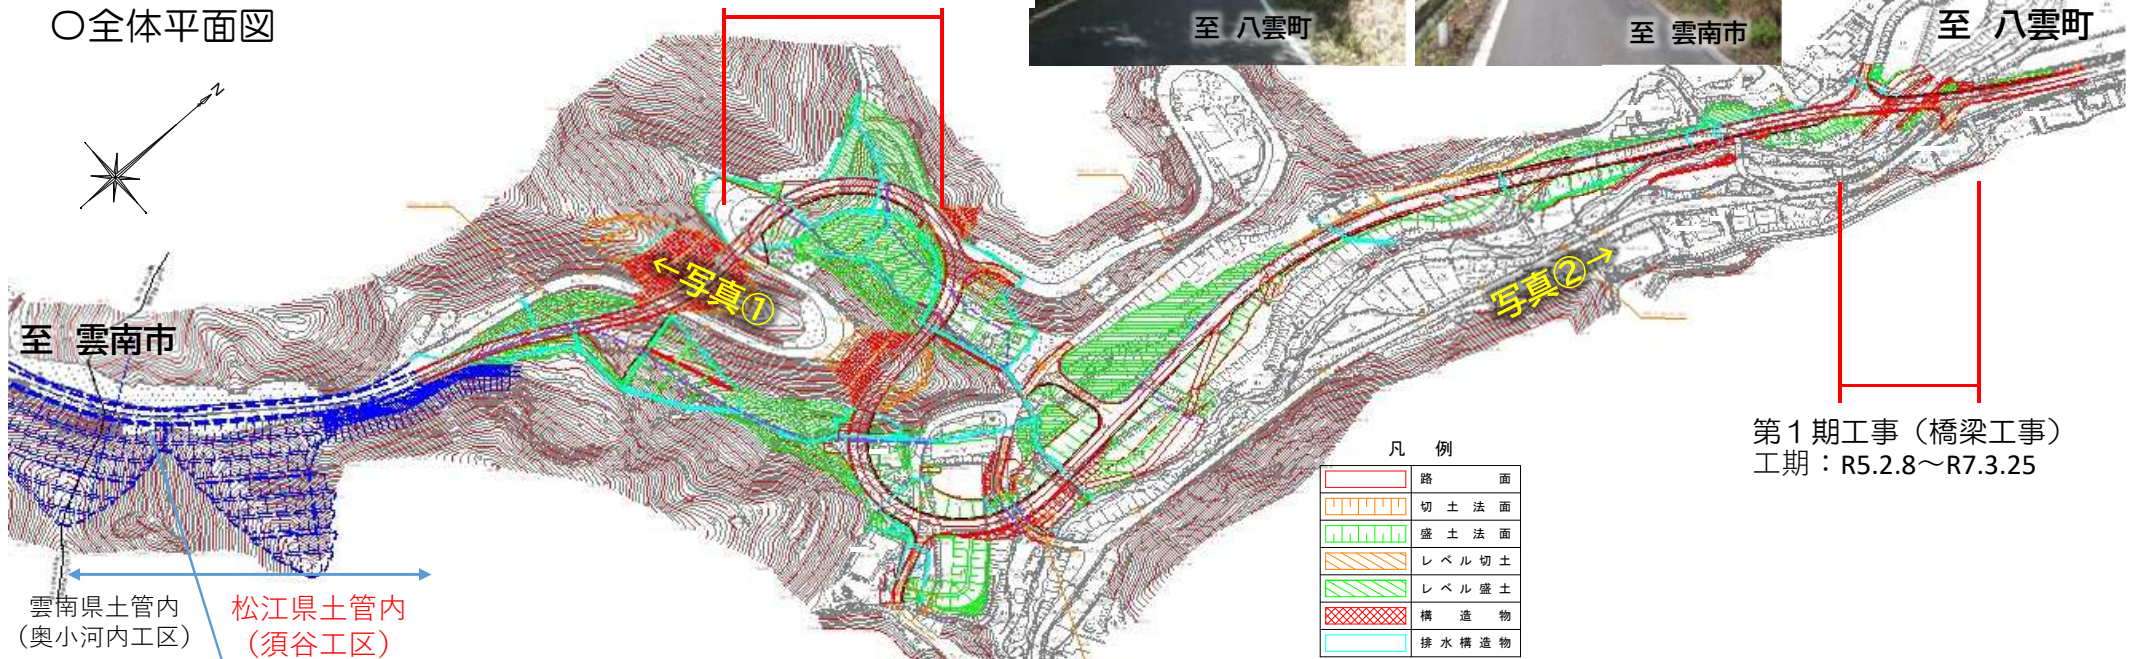 〇全体平面図
N
至 八雲町
至 雲南市
至 八雲町
←写真①
写真②→
至 雲南市
第1期工事（橋梁工事）
工期：R5.2.8～R7.3.25
凡例
路面
切土法面
盛土法面
レベル切土
レベル盛土
構造物
排水構造物
雲南県土管内
（奥小河内工区）
松江県土管内
（須谷工区）